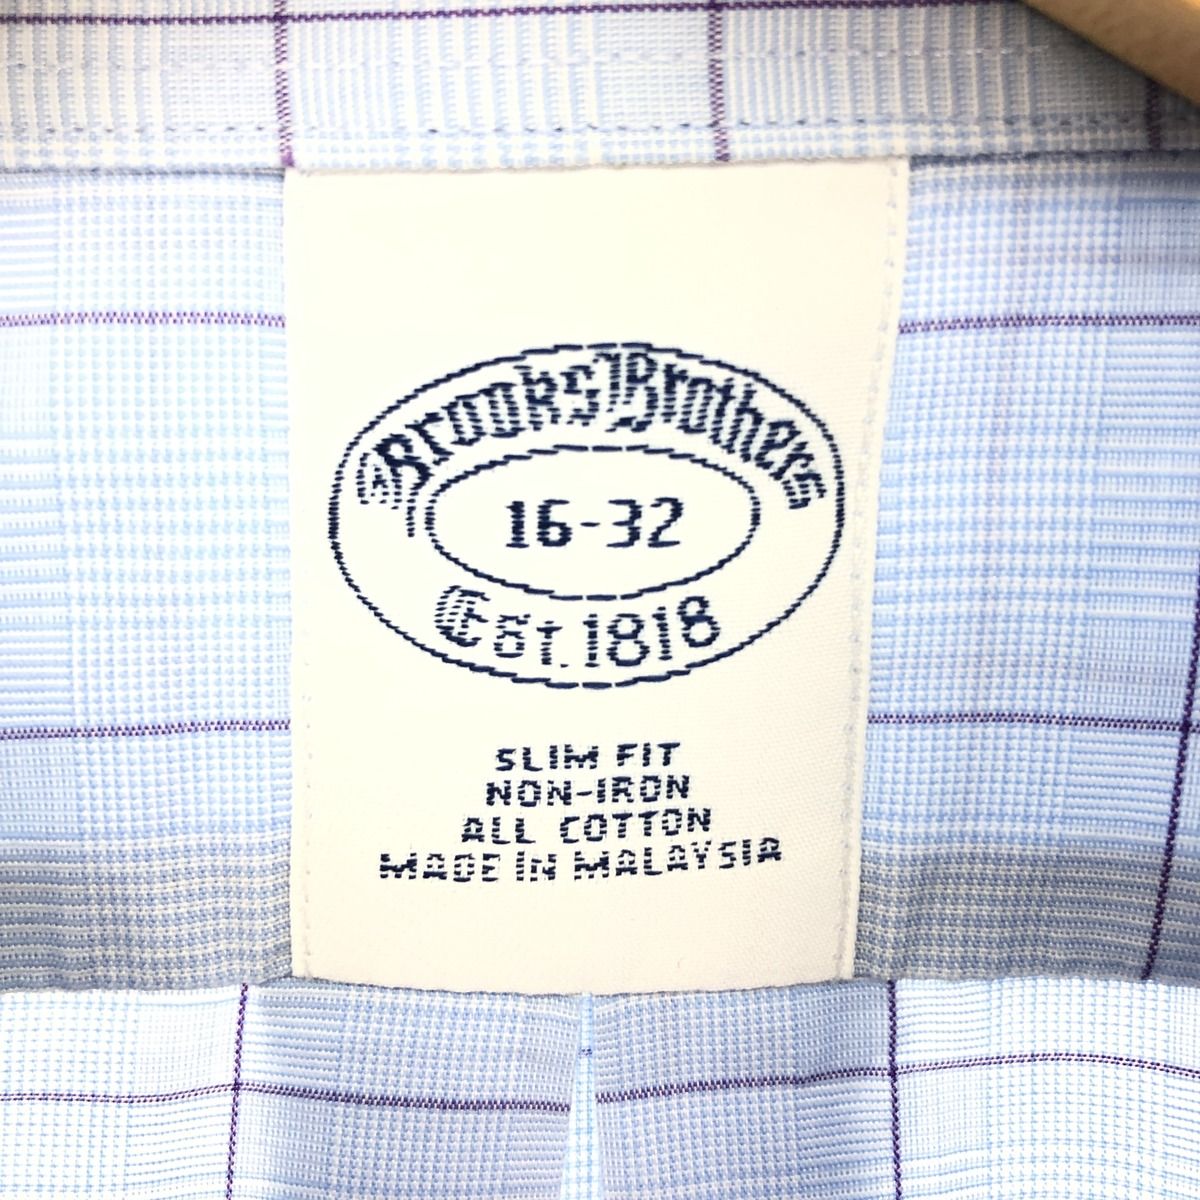 Brooks Brothers
16-32
Est. 1818
SLIM FIT
NON-IRON
ALL COTTON
MADE IN MALAYSIA